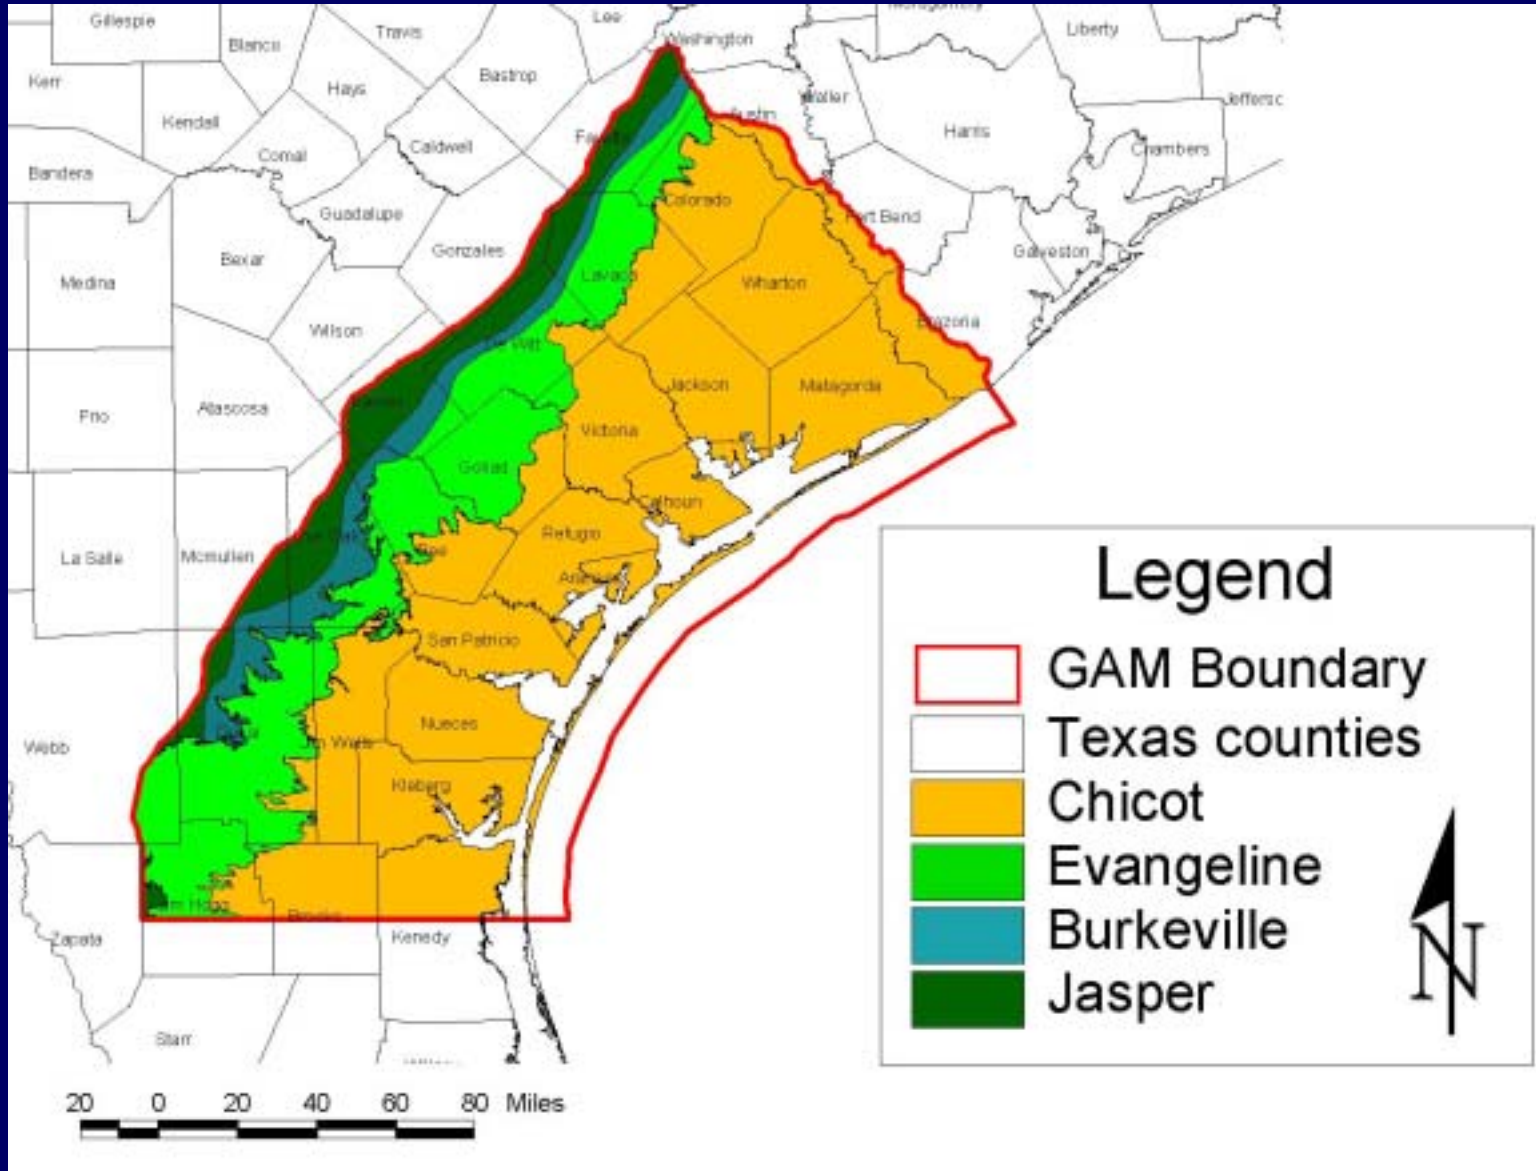 Gillespie
Travis
Lee
Washington
Liberty
Blanco
Bastrop
Kerr
Hays
Waller
Kendall
Harris
Caldwell
Comal
Chambers
Bandera
Guadalupe
Colorado
Fort Bend
Gonzales
Galveston
Bexar
Lavaca
Medina
Wharton
Wilson
Brazoria
Jackson
Matagorda
Frio
Atascosa
Victoria
Goliad
Calhoun
Refugio
La Salle
Mcmullen
Bee
San Patricio
Nueces
Webb
Kleberg
Kenedy
Zapata
Starr
Legend
GAM Boundary
Texas counties
Chicot
Evangeline
Burkeville
Jasper
N
20 0 20 40 60 80 Miles